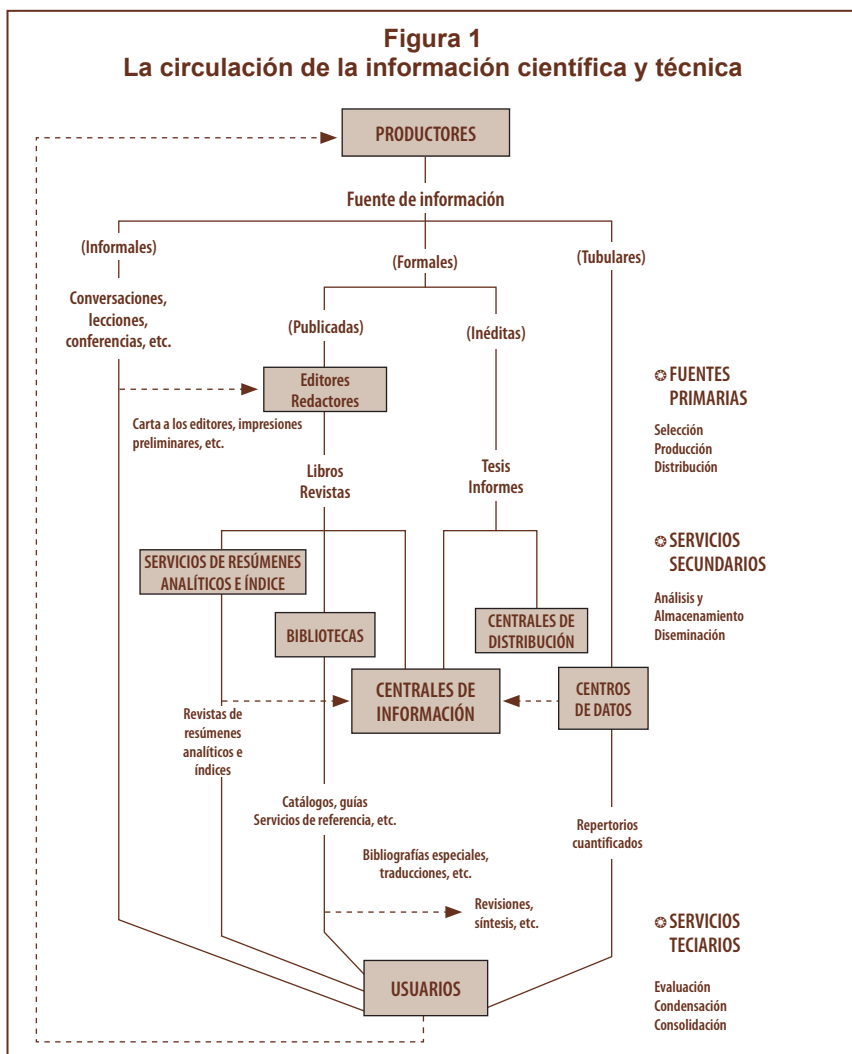 Figura 1
La circulación de la información científica y técnica
PRODUCTORES
Fuente de información
(Informales)
(Formales)
(Tubulares)
Conversaciones,
lecciones,
conferencias, etc.
(Publicadas)
(Inéditas)
Editores
Redactores
Carta a los editores, impresiones
preliminares, etc.
FUENTES
PRIMARIAS
Selección
Producción
Distribución
Libros
Revistas
Tesis
Informes
SERVICIOS DE RESÚMENES
ANALÍTICOS E ÍNDICE
BIBLIOTECAS
CENTRALES DE
DISTRIBUCIÓN
SERVICIOS
SECUNDARIOS
Análisis y
Almacenamiento
Diseminación
CENTRALES DE
INFORMACIÓN
CENTROS
DE DATOS
Revistas de
resúmenes
analíticos e
índices
Catálogos, guías
Servicios de referencia, etc.
Repertorios
cuantificados
Bibliografías especiales,
traducciones, etc.
Revisiones,
síntesis, etc.
SERVICIOS
TECIARIOS
USUARIOS
Evaluación
Condensación
Consolidación